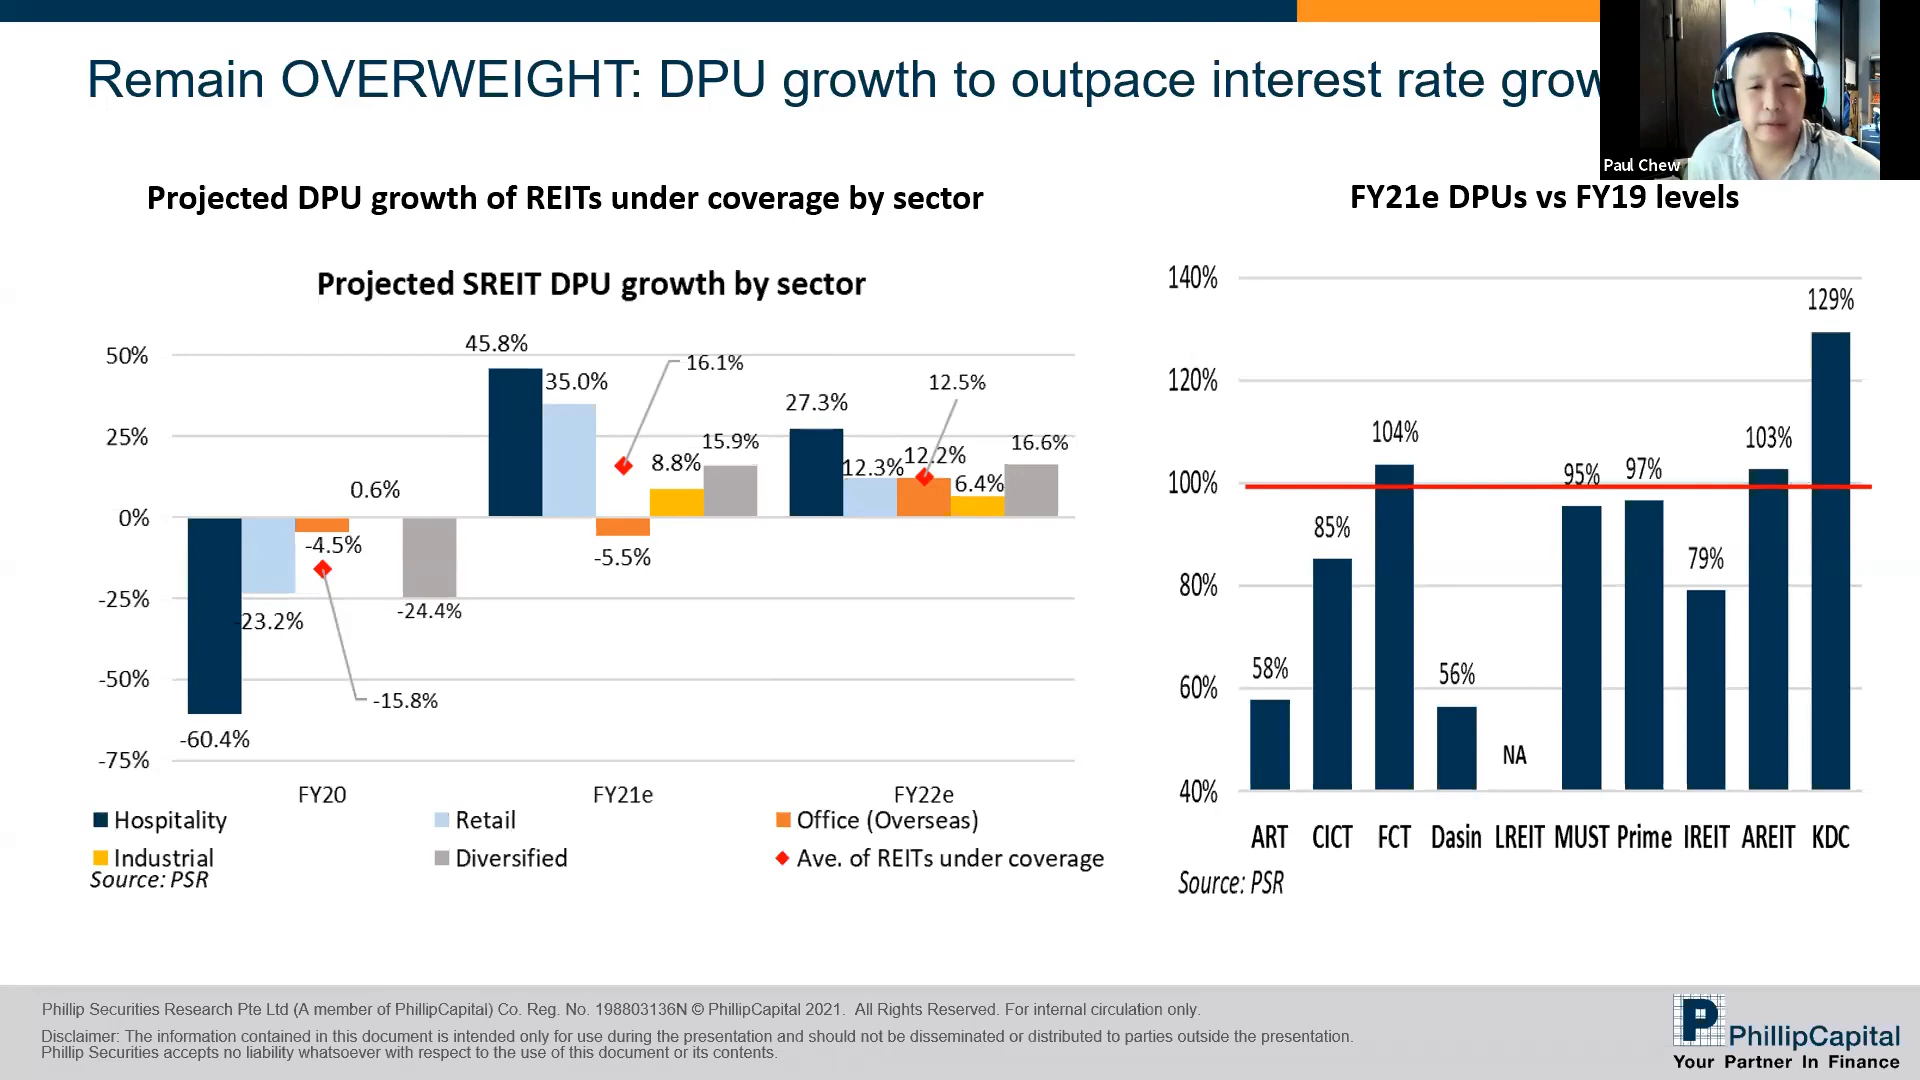 Remain OVERWEIGHT: DPU growth to outpace interest rate grow
Paul Chew
Projected DPU growth of REITs under coverage by sector
FY21e DPUs vs FY19 levels
Projected SREIT DPU growth by sector
50%
25%
0%
-25%
-50%
-75%
-60.4%
-23.2%
-4.5%
0.6%
-24.4%
-15.8%
45.8%
35.0%
-5.5%
8.8%
15.9%
16.1%
27.3%
12.3%
12.2%
6.4%
16.6%
12.5%
FY20 FY21e FY22e
Hospitality Retail Office (Overseas)
Industrial Diversified Ave. of REITs under coverage
Source: PSR
140%
120%
100%
80%
60%
40%
58%
85%
104%
56%
NA
95%
97%
79%
103%
129%
ART CICT FCT Dasin LREIT MUST Prime IREIT AREIT KDC
Source: PSR
Phillip Securities Research Pte Ltd (A member of PhillipCapital) Co. Reg. No. 198803136N © PhillipCapital 2021. All Rights Reserved. For internal circulation only.
Disclaimer: The information contained in this document is intended only for use during the presentation and should not be disseminated or distributed to parties outside the presentation.
Phillip Securities accepts no liability whatsoever with respect to the use of this document or its contents.
P
PhillipCapital
Your Partner In Finance